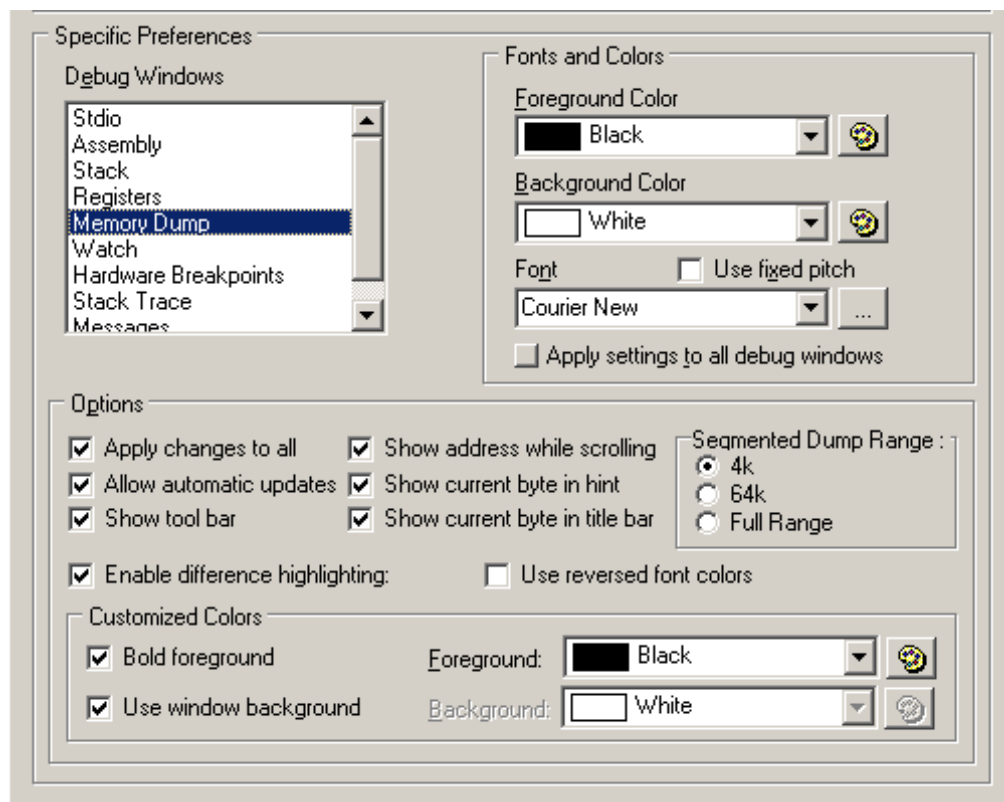 Specific Preferences
Debug Windows
Stdio
Assembly
Stack
Registers
Memory Dump
Watch
Hardware Breakpoints
Stack Trace
Messages
Fonts and Colors
Foreground Color
Black
Background Color
White
Font
Use fixed pitch
Courier New
...
Apply settings to all debug windows
Options
Apply changes to all
Show address while scrolling
Allow automatic updates
Show current byte in hint
Show tool bar
Show current byte in title bar
Segmented Dump Range :
4k
64k
Full Range
Enable difference highlighting:
Use reversed font colors
Customized Colors
Bold foreground
Foreground:
Black
Use window background
Background:
White